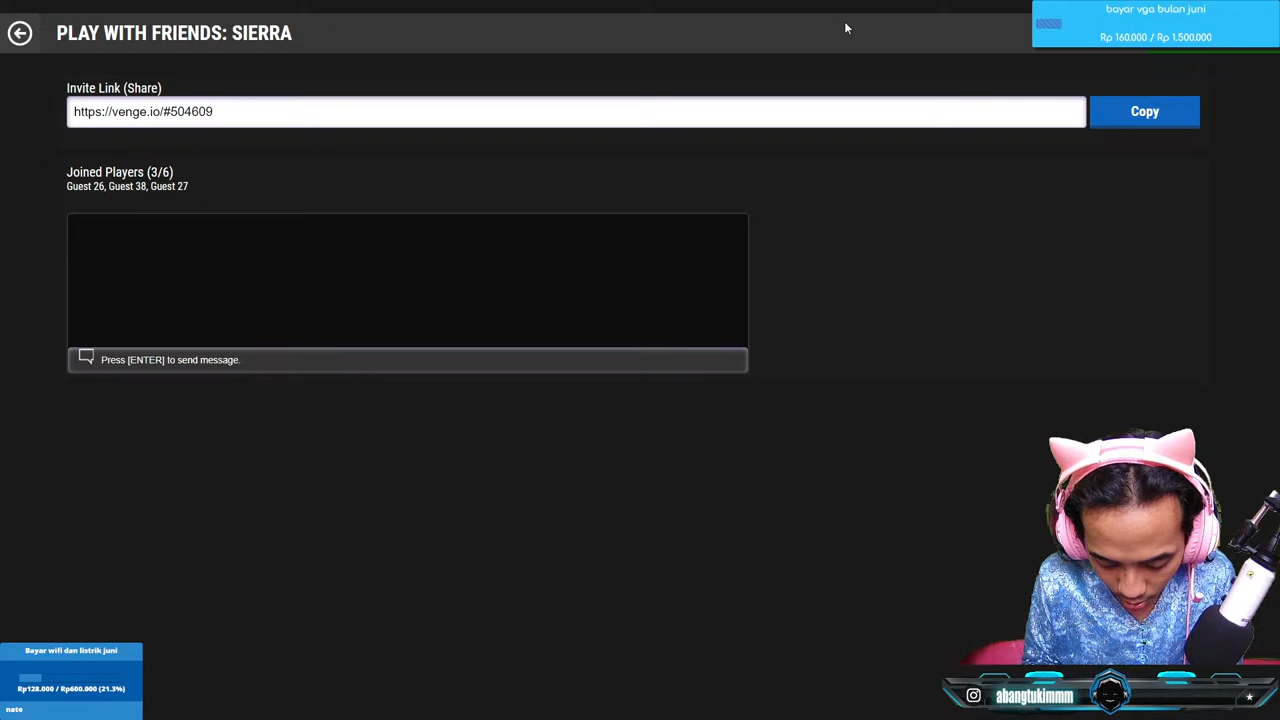 PLAY WITH FRIENDS: SIERRA
bayar vga bulan juni
Rp 160.000 / Rp 1.500.000
Invite Link (Share)
https://venge.io/#504609
Copy
Joined Players (3/6)
Guest 26, Guest 38, Guest 27
Press [ENTER] to send message.
Bayar wifi dan listrik juni
Rp128.000 / Rp600.000 (21.3%)
nate
abangtukimmm